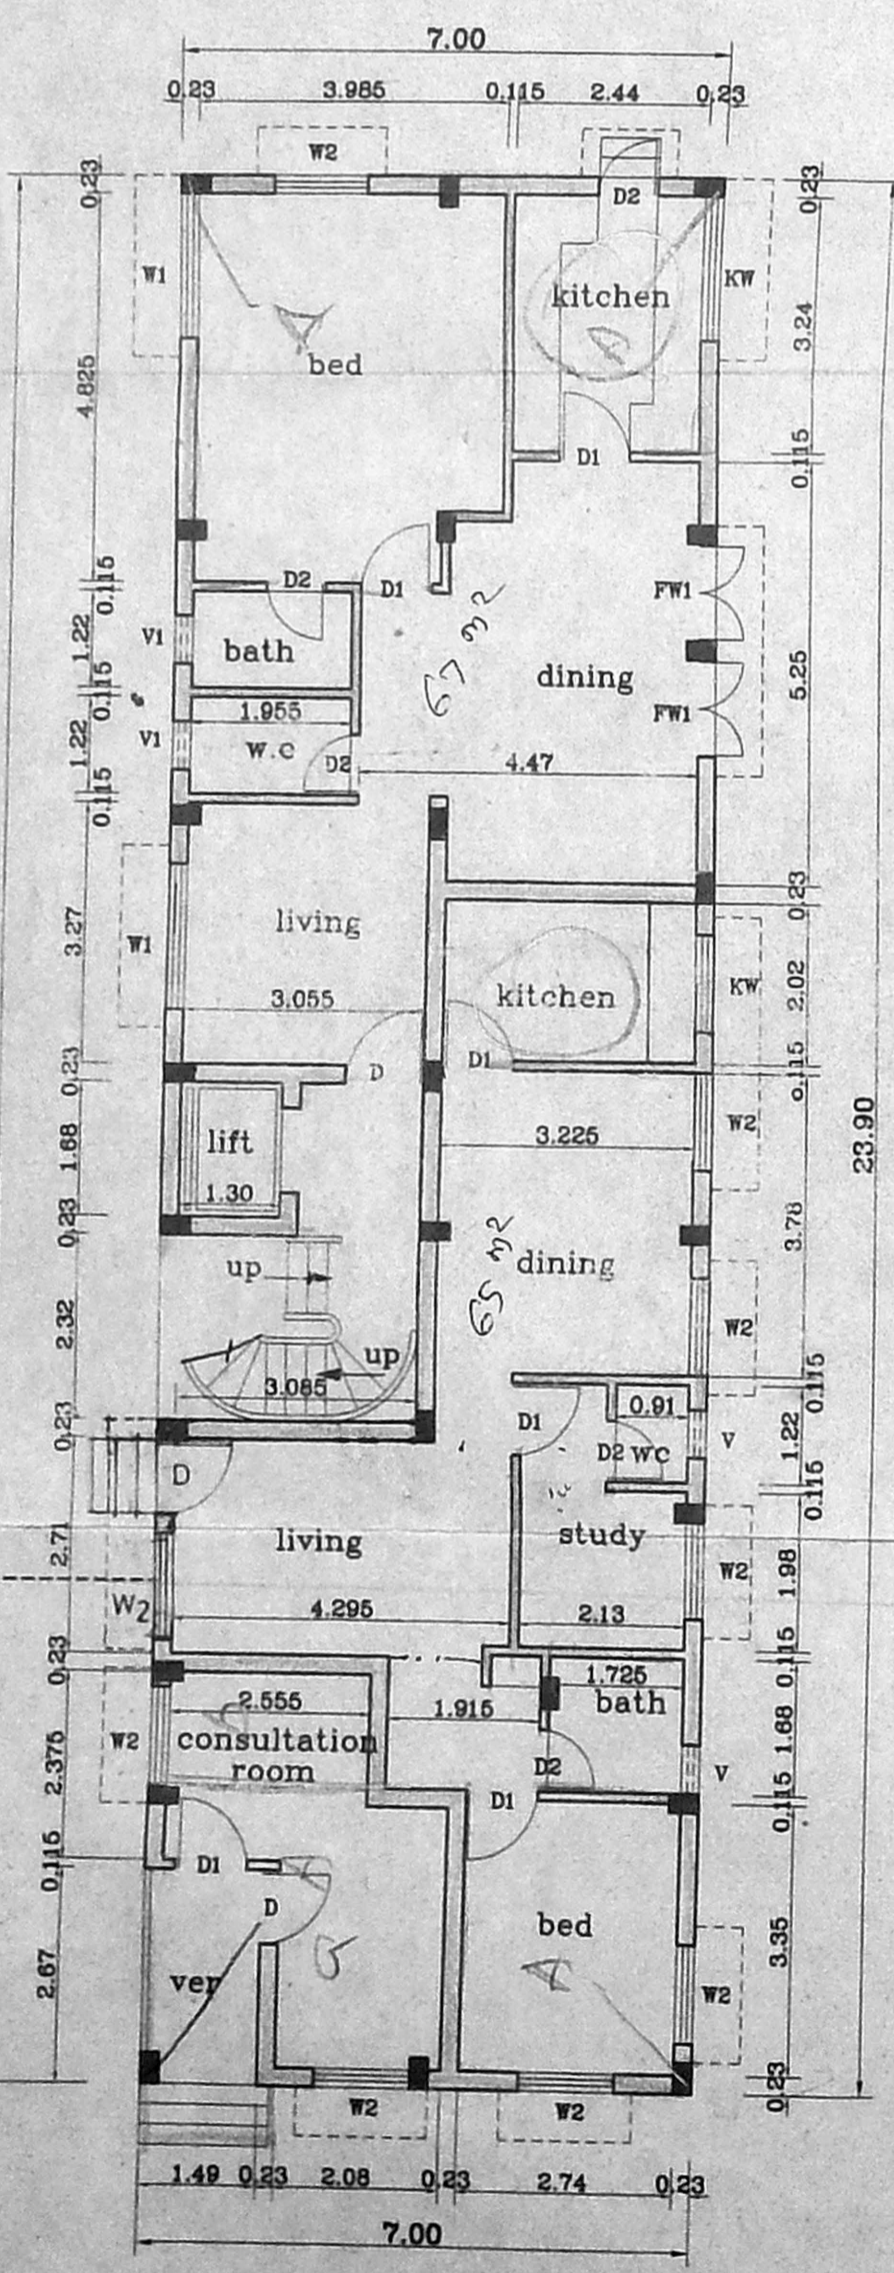 7.00
0.23 3.985 0.115 2.44 0.23
W2
D2
0.23
0.23
W1
KW
kitchen
A
A
bed
3.24
4.825
D1
0.115
D2
D1
FW1
0.115
V1
1.22
bath
67 m2
dining
5.25
0.115
1.955
FW1
V1
1.22
W.C
D2
4.47
0.115
0.23
living
3.27
W1
kitchen
KW
2.02
3.055
D
D1
0.23
0.115
W2
23.90
lift
3.225
1.68
1.30
0.23
3.78
up
65 m2
dining
2.32
W2
up
3.085
0.115
0.91
0.23
D1
D2 WC
V
1.22
D
0.115
living
study
2.71
W2
1.98
W2
4.295
2.13
0.23
0.115
1.725
2.555
bath
1.915
consultation
room
W2
1.68
2.375
D2
V
D1
0.115
D1
0.115
D
bed
G
A
3.35
ver
2.67
W2
0.23
W2
W2
1.49 0.23 2.08 0.23 2.74 0.23
7.00